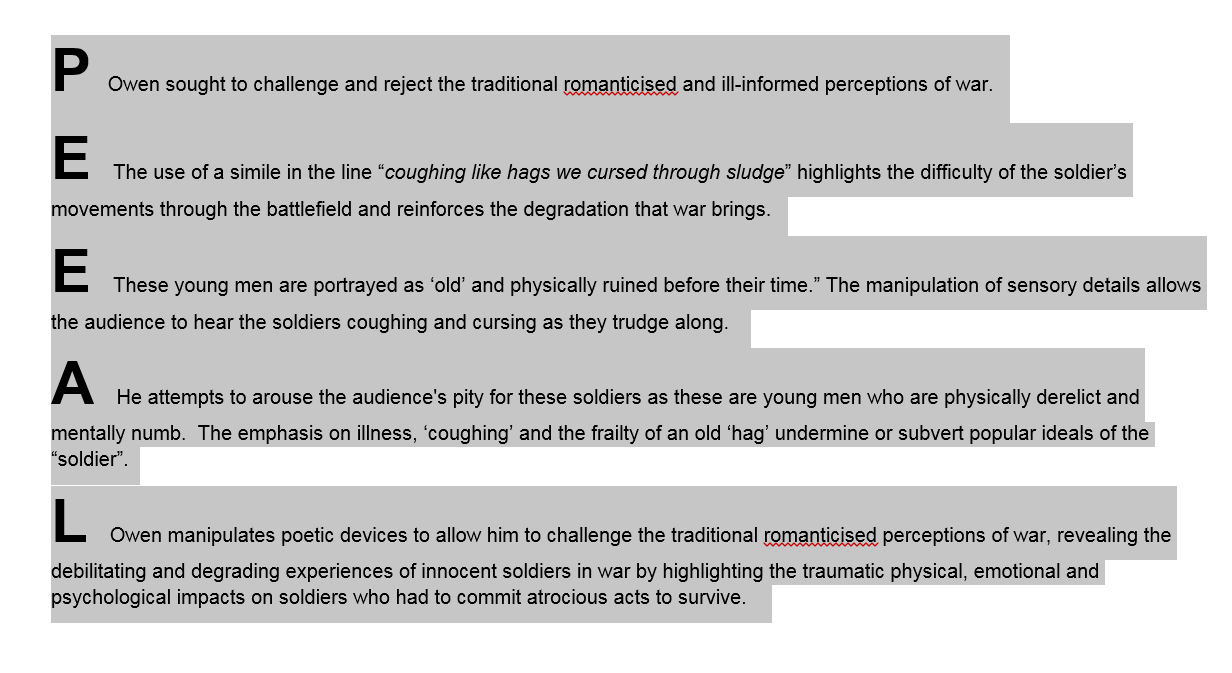 P Owen sought to challenge and reject the traditional romanticised and ill-informed perceptions of war.
E The use of a simile in the line “coughing like hags we cursed through sludge” highlights the difficulty of the soldier’s
movements through the battlefield and reinforces the degradation that war brings.
E These young men are portrayed as ‘old’ and physically ruined before their time.” The manipulation of sensory details allows
the audience to hear the soldiers coughing and cursing as they trudge along.
A He attempts to arouse the audience's pity for these soldiers as these are young men who are physically derelict and
mentally numb.  The emphasis on illness, ‘coughing’ and the frailty of an old ‘hag’ undermine or subvert popular ideals of the
“soldier”.
L Owen manipulates poetic devices to allow him to challenge the traditional romanticised perceptions of war, revealing the
debilitating and degrading experiences of innocent soldiers in war by highlighting the traumatic physical, emotional and
psychological impacts on soldiers who had to commit atrocious acts to survive.